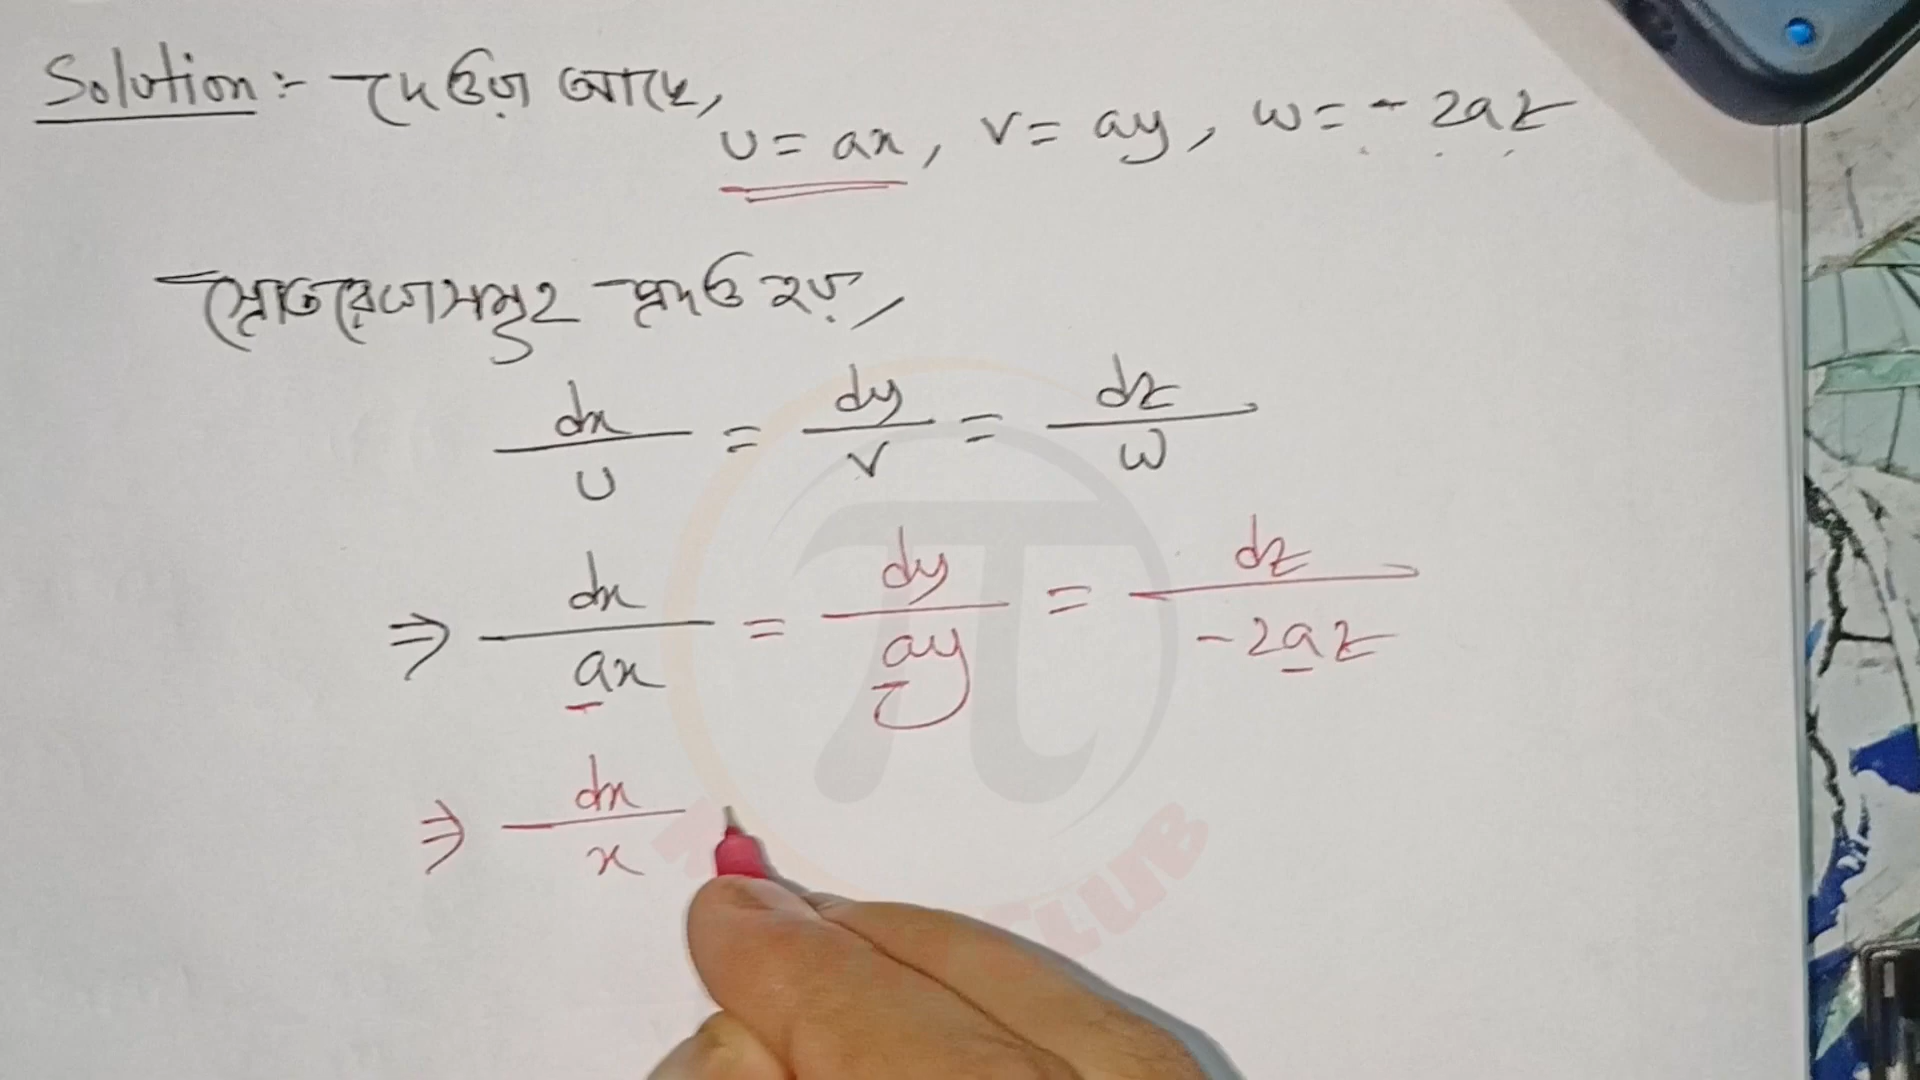 Solution :- দেওয়া আছে,
u = ax, v = ay, w = - 2az
স্রোতরেখাসমূহ প্রদত্ত হয়,
dx/u = dy/v = dz/w
⇒ dx/ax = dy/ay = dz/-2az
⇒ dx/x
CLUB